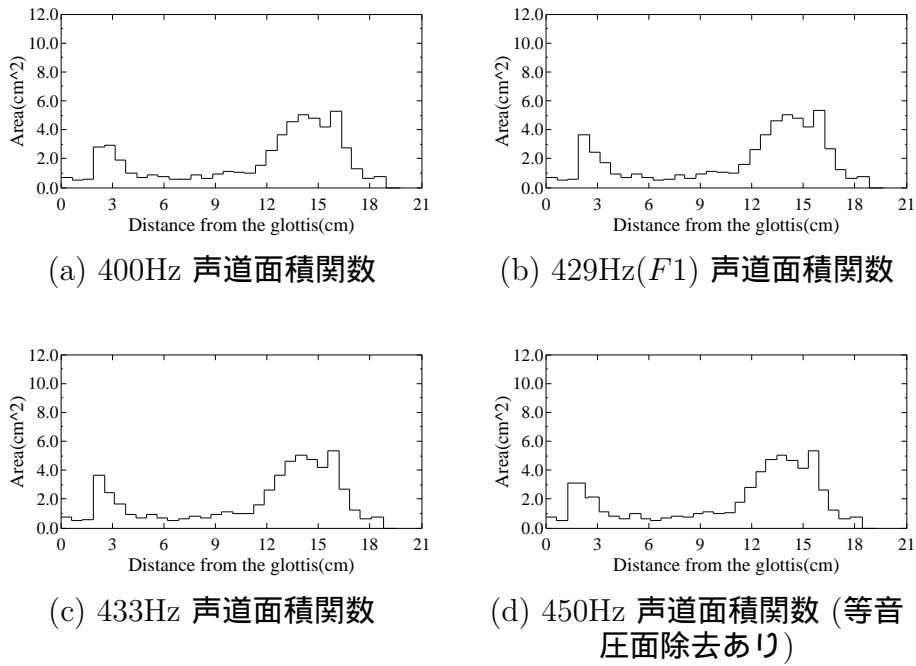 12.0
10.0
8.0
6.0
4.0
2.0
0.0
Area(cm^2)
0 3 6 9 12 15 18 21
Distance from the glottis(cm)
(a) 400Hz 声道面積関数
12.0
10.0
8.0
6.0
4.0
2.0
0.0
Area(cm^2)
0 3 6 9 12 15 18 21
Distance from the glottis(cm)
(b) 429Hz(F1) 声道面積関数
12.0
10.0
8.0
6.0
4.0
2.0
0.0
Area(cm^2)
0 3 6 9 12 15 18 21
Distance from the glottis(cm)
(c) 433Hz 声道面積関数
12.0
10.0
8.0
6.0
4.0
2.0
0.0
Area(cm^2)
0 3 6 9 12 15 18 21
Distance from the glottis(cm)
(d) 450Hz 声道面積関数 (等音
圧面除去あり)